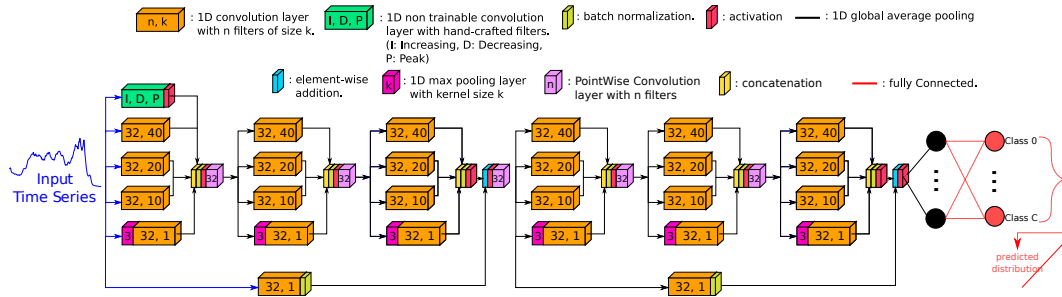 n, k : 1D convolution layer
with n filters of size k.
I, D, P : 1D non trainable convolution
layer with hand-crafted filters.
(I: Increasing, D: Decreasing,
P: Peak)
: batch normalization.
: activation
: 1D global average pooling
: element-wise
addition.
k : 1D max pooling layer
with kernel size k
n : PointWise Convolution
layer with n filters
: concatenation
: fully Connected.
Input
Time Series
I, D, P
32, 40
32, 20
32, 10
3 32, 1
32
32, 40
32, 20
32, 10
3 32, 1
32
32, 40
32, 20
32, 10
3 32, 1
32
32, 1
32, 40
32, 20
32, 10
3 32, 1
32
32, 40
32, 20
32, 10
3 32, 1
32
32, 40
32, 20
32, 10
3 32, 1
32, 1
Class 0
Class C
predicted
distribution